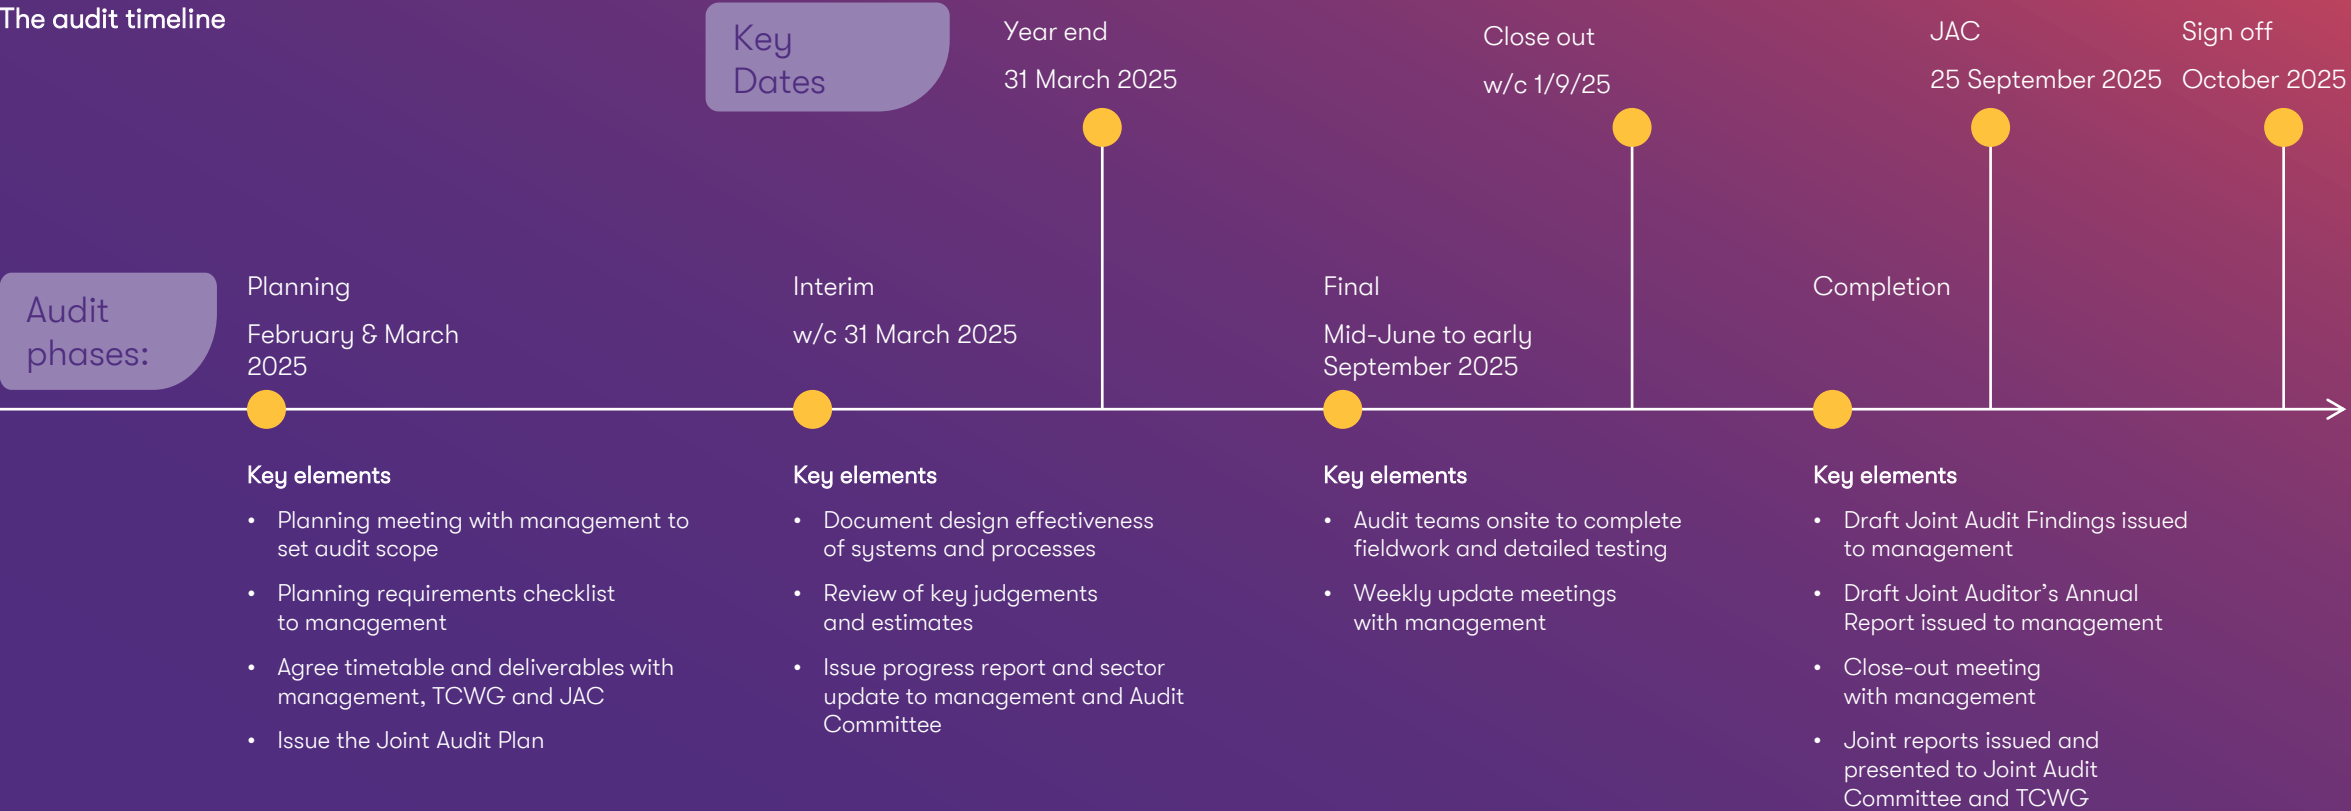 The audit timeline
Key
Dates
Year end
31 March 2025
Close out
w/c 1/9/25
JAC
25 September 2025
Sign off
October 2025
Audit
phases:
Planning
February & March
2025
Interim
w/c 31 March 2025
Final
Mid-June to early
September 2025
Completion
Key elements
• Planning meeting with management to
set audit scope
• Planning requirements checklist
to management
• Agree timetable and deliverables with
management, TCWG and JAC
• Issue the Joint Audit Plan
Key elements
• Document design effectiveness
of systems and processes
• Review of key judgements
and estimates
• Issue progress report and sector
update to management and Audit
Committee
Key elements
• Audit teams onsite to complete
fieldwork and detailed testing
• Weekly update meetings
with management
Key elements
• Draft Joint Audit Findings issued
to management
• Draft Joint Auditor’s Annual
Report issued to management
• Close-out meeting
with management
• Joint reports issued and
presented to Joint Audit
Committee and TCWG